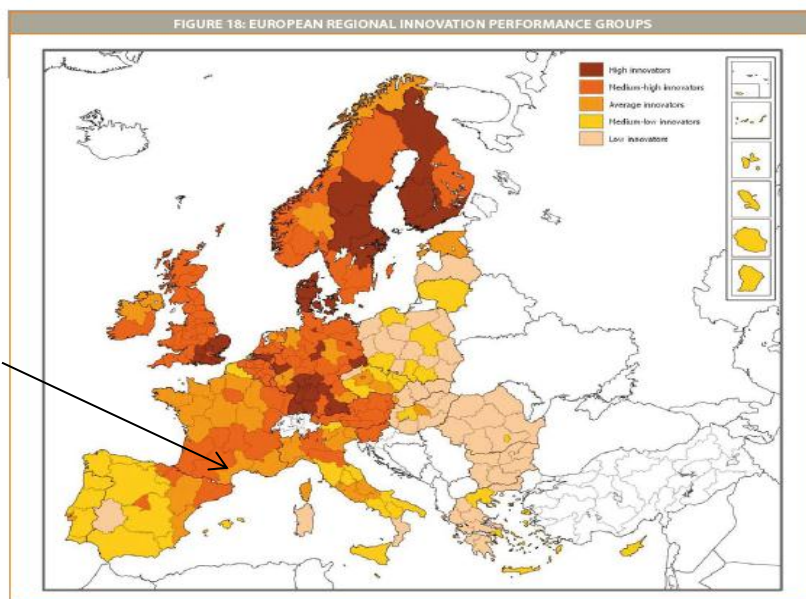 FIGURE 18: EUROPEAN REGIONAL INNOVATION PERFORMANCE GROUPS
High innovators
Medium-high innovators
Average innovators
Medium-low innovators
Low innovators